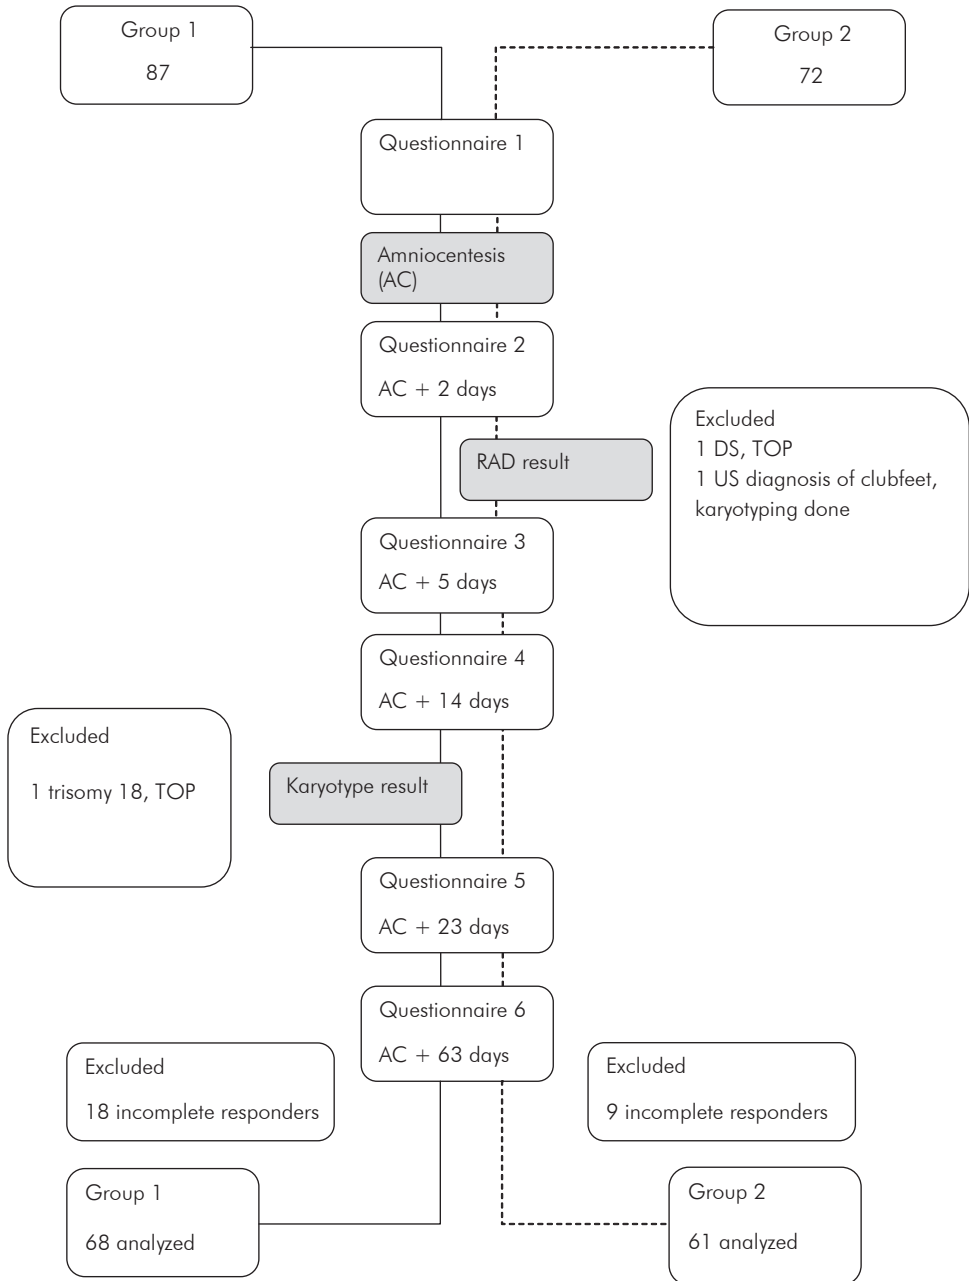 Group 1
87
Group 2
72
Questionnaire 1
Amniocentesis
(AC)
Questionnaire 2
AC + 2 days
Excluded
1 DS, TOP
1 US diagnosis of clubfeet,
karyotyping done
RAD result
Questionnaire 3
AC + 5 days
Questionnaire 4
AC + 14 days
Excluded
1 trisomy 18, TOP
Karyotype result
Questionnaire 5
AC + 23 days
Questionnaire 6
AC + 63 days
Excluded
18 incomplete responders
Excluded
9 incomplete responders
Group 1
68 analyzed
Group 2
61 analyzed